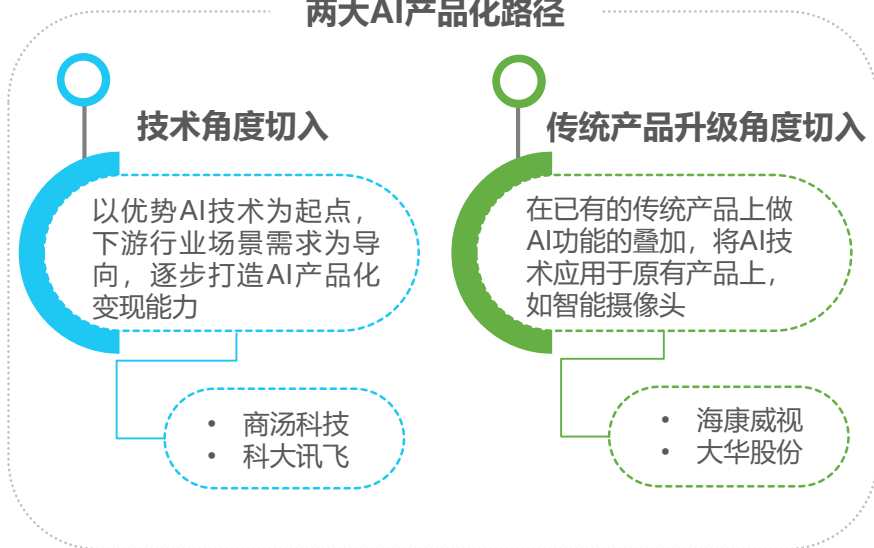 两大AI产品化路径
技术角度切入
以优势AI技术为起点，
下游行业场景需求为导
向，逐步打造AI产品化
变现能力
• 商汤科技
• 科大讯飞
传统产品升级角度切入
在已有的传统产品上做
AI功能的叠加，将AI技
术应用于原有产品上，
如智能摄像头
• 海康威视
• 大华股份